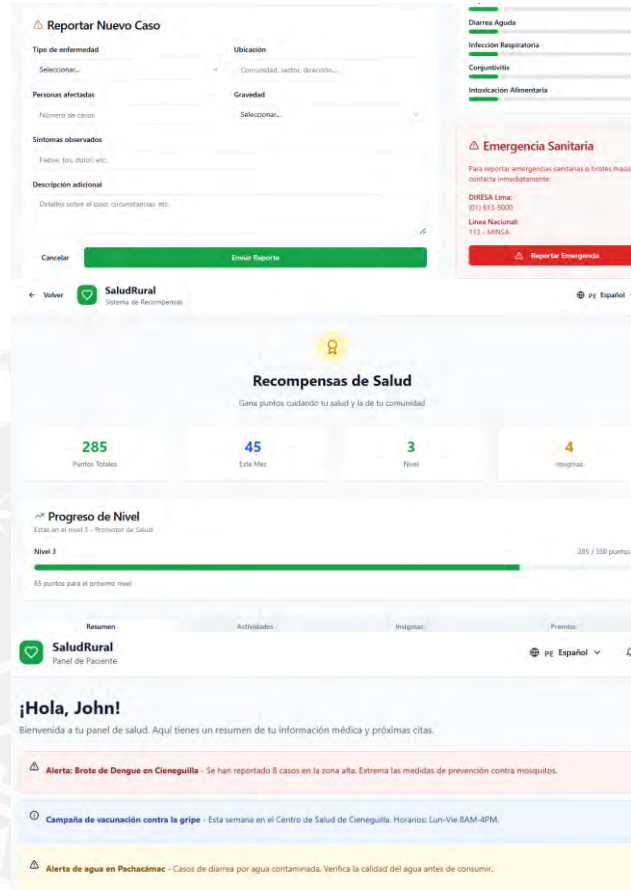 Reportar Nuevo Caso
Tipo de enfermedad
Ubicación
Seleccionar...
Comunidad, sector, dirección...
Personas afectadas
Gravedad
Número de casos
Seleccionar...
Síntomas observados
Fiebre, tos, dolor, etc.
Descripción adicional
Detalles sobre el caso, circunstancias, etc.
Cancelar
Enviar Reporte
Diarrea Aguda
Infección Respiratoria
Conjuntivitis
Intoxicación Alimentaria
Emergencia Sanitaria
Para reportar emergencias sanitarias o brotes
contacta inmediatamente:
DIRESA Lima:
(01) 613-5000
Línea Nacional:
113 - MINSA
Reportar Emergencia
Volver
SaludRural
Sistema de Recompensas
PE Español
Recompensas de Salud
Gana puntos cuidando tu salud y la de tu comunidad
285
Puntos Totales
45
Este Mes
3
Nivel
4
Insignias
Progreso de Nivel
Estás en el nivel 3 - Promotor de Salud
Nivel 3
285 / 350 puntos
65 puntos para el próximo nivel
Resumen
Actividades
Insignias
Premios
SaludRural
Panel de Paciente
PE Español
¡Hola, John!
Bienvenida a tu panel de salud. Aquí tienes un resumen de tu información médica y próximas citas.
Alerta: Brote de Dengue en Cieneguilla - Se han reportado 8 casos en la zona alta. Extrema las medidas de prevención contra mosquitos.
Campaña de vacunación contra la gripe - Esta semana en el Centro de Salud de Cieneguilla. Horarios: Lun-Vie 8AM-4PM.
Alerta de agua en Pachacámac - Casos de diarrea por agua contaminada. Verifica la calidad del agua antes de consumir.